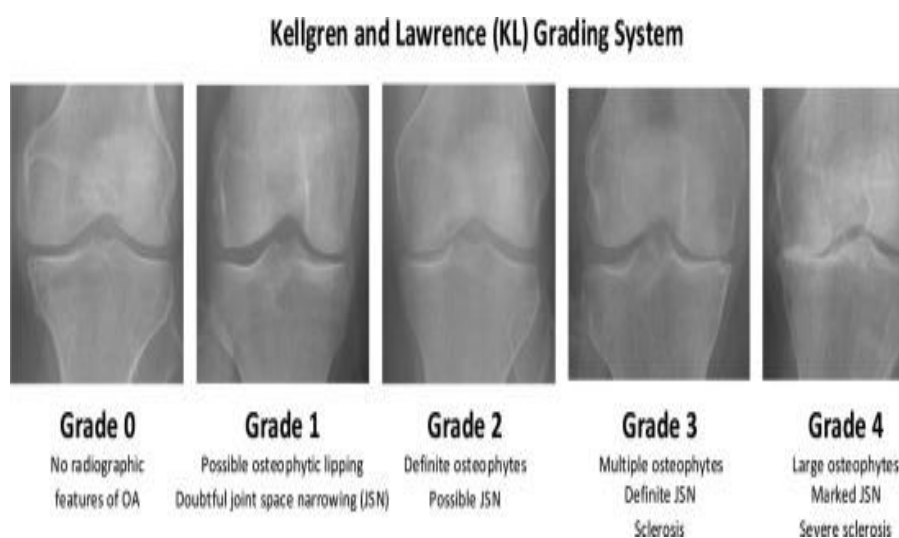 Kellgren and Lawrence (KL) Grading System
Grade 0
No radiographic
features of OA
Grade 1
Possible osteophytic lipping
Doubtful joint space narrowing (JSN)
Grade 2
Definite osteophytes
Possible JSN
Grade 3
Multiple osteophytes
Definite JSN
Sclerosis
Grade 4
Large osteophytes
Marked JSN
Severe sclerosis